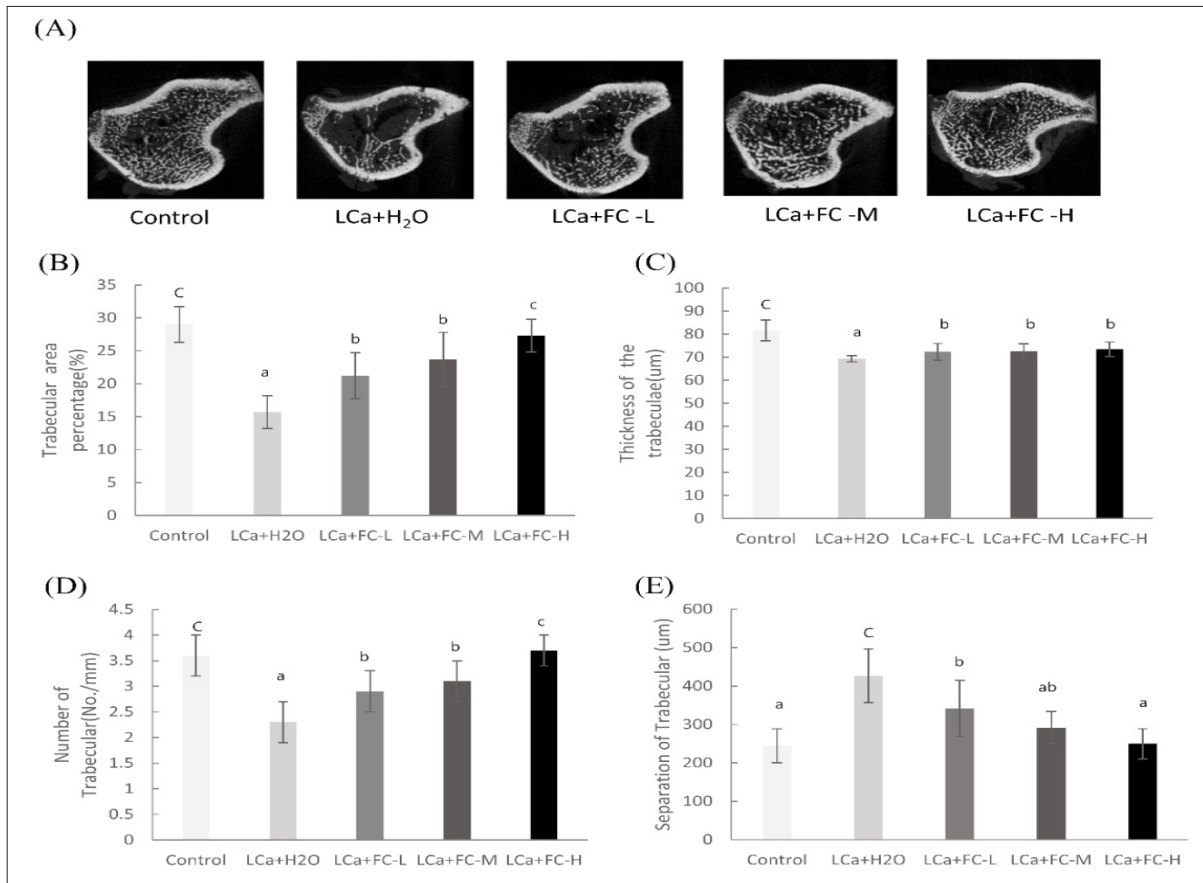 (A)
Control
LCa+H₂O
LCa+FC -L
LCa+FC -M
LCa+FC -H
(B)
Trabecular area
percentage(%)
35
30
25
20
15
10
5
0
C
a
b
b
c
Control
LCa+H2O
LCa+FC-L
LCa+FC-M
LCa+FC-H
(C)
Thickness of the
trabeculae(um)
100
90
80
70
60
50
40
30
20
10
0
C
a
b
b
b
Control
LCa+H2O
LCa+FC-L
LCa+FC-M
LCa+FC-H
(D)
Number of
Trabecular(No./mm)
4.5
4
3.5
3
2.5
2
1.5
1
0.5
0
C
a
b
b
c
Control
LCa+H2O
LCa+FC-L
LCa+FC-M
LCa+FC-H
(E)
Separation of Trabecular (um)
600
500
400
300
200
100
0
a
C
b
ab
a
Control
LCa+H2O
LCa+FC-L
LCa+FC-M
LCa+FC-H